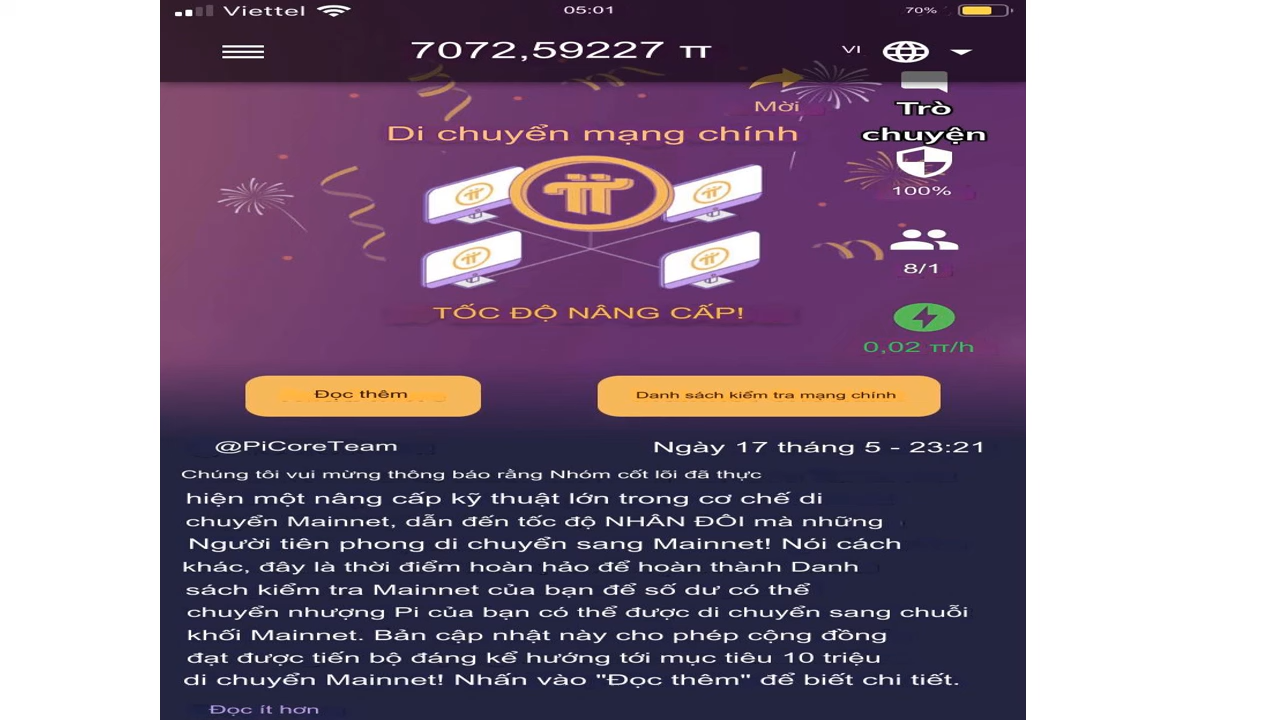 Viettel 05:01 70%
7072,59227 π VI
Mời
Trò
chuyện
Di chuyển mạng chính
100%
8/1
TỐC ĐỘ NÂNG CẤP!
0,02 π/h
Đọc thêm
Danh sách kiểm tra mạng chính
@PiCoreTeam
Ngày 17 tháng 5 - 23:21
Chúng tôi vui mừng thông báo rằng Nhóm cốt lõi đã thực
hiện một nâng cấp kỹ thuật lớn trong cơ chế di
chuyển Mainnet, dẫn đến tốc độ NHÂN ĐÔI mà những
Người tiên phong di chuyển sang Mainnet! Nói cách
khác, đây là thời điểm hoàn hảo để hoàn thành Danh
sách kiểm tra Mainnet của bạn để số dư có thể
chuyển nhượng Pi của bạn có thể được di chuyển sang chuỗi
khối Mainnet. Bản cập nhật này cho phép cộng đồng
đạt được tiến bộ đáng kể hướng tới mục tiêu 10 triệu
di chuyển Mainnet! Nhấn vào "Đọc thêm" để biết chi tiết.
Đọc ít hơn